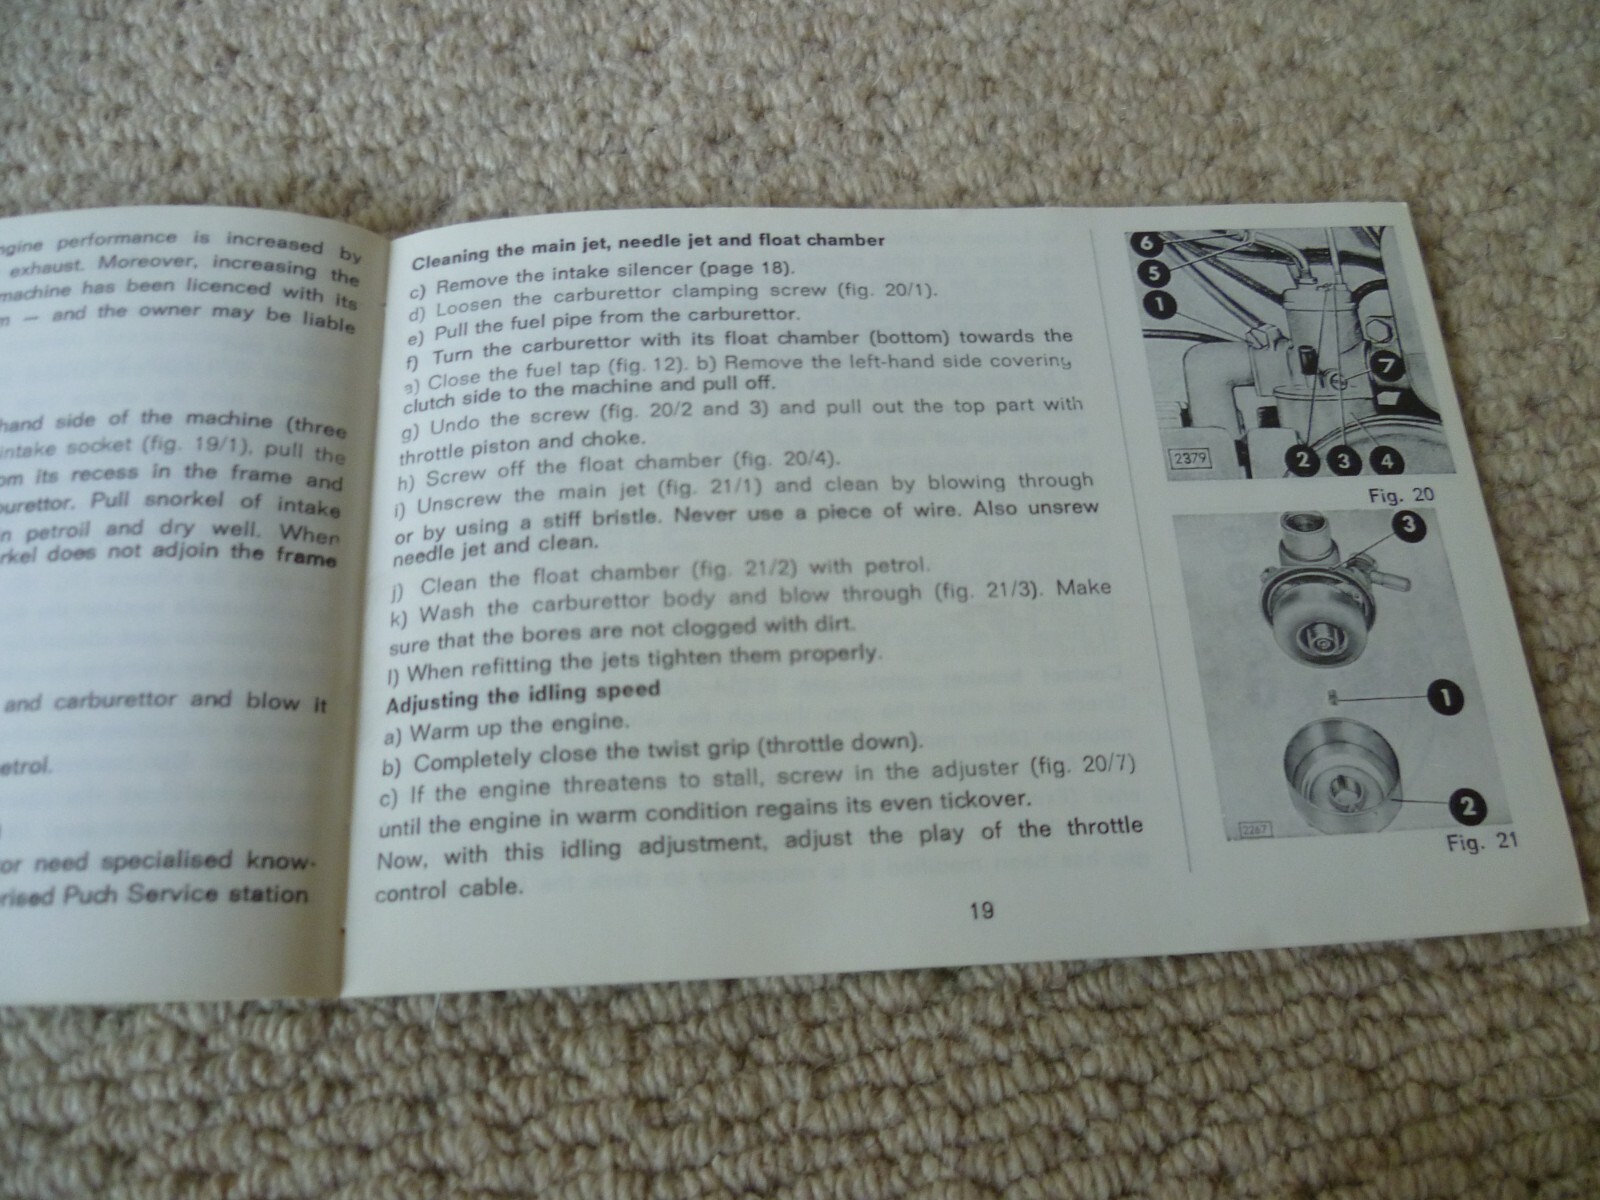 ngine performance is increased by
exhaust. Moreover, increasing the
machine has been licenced with its
— and the owner may be liable
hand side of the machine (three
intake socket (fig. 19/1), pull the
om its recess in the frame and
urettor. Pull snorkel of intake
n petroil and dry well. When
rkel does not adjoin the frame
and carburettor and blow it
etrol.
)
or need specialised know-
rised Puch Service station
Cleaning the main jet, needle jet and float chamber
c) Remove the intake silencer (page 18).
d) Loosen the carburettor clamping screw (fig. 20/1).
e) Pull the fuel pipe from the carburettor.
f) Turn the carburettor with its float chamber (bottom) towards the
a) Close the fuel tap (fig. 12). b) Remove the left-hand side covering
clutch side to the machine and pull off.
g) Undo the screw (fig. 20/2 and 3) and pull out the top part with
throttle piston and choke.
h) Screw off the float chamber (fig. 20/4).
i) Unscrew the main jet (fig. 21/1) and clean by blowing through
or by using a stiff bristle. Never use a piece of wire. Also unsrew
needle jet and clean.
j) Clean the float chamber (fig. 21/2) with petrol.
k) Wash the carburettor body and blow through (fig. 21/3). Make
sure that the bores are not clogged with dirt.
l) When refitting the jets tighten them properly.
Adjusting the idling speed
a) Warm up the engine.
b) Completely close the twist grip (throttle down).
c) If the engine threatens to stall, screw in the adjuster (fig. 20/7)
until the engine in warm condition regains its even tickover.
Now, with this idling adjustment, adjust the play of the throttle
control cable.
19
6
5
1
7
2379
2 3 4
Fig. 20
3
1
2
2267
Fig. 21